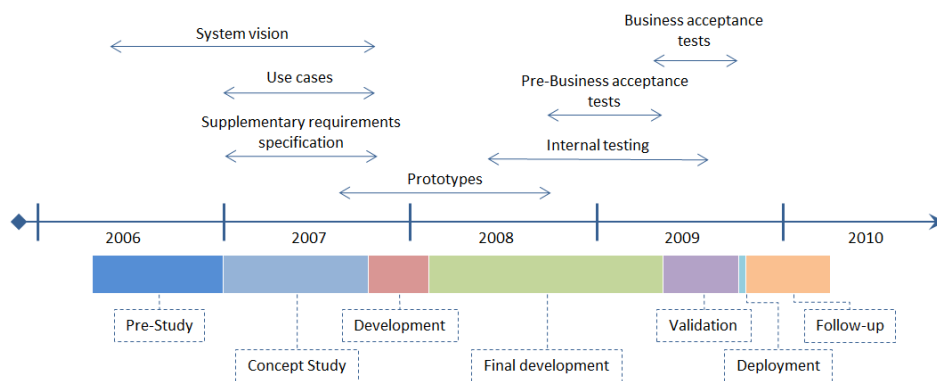 Business acceptance
tests
System vision
Use cases
Pre-Business acceptance
tests
Supplementary requirements
specification
Internal testing
Prototypes
2006
2007
2008
2009
2010
Pre-Study
Development
Validation
Follow-up
Concept Study
Final development
Deployment